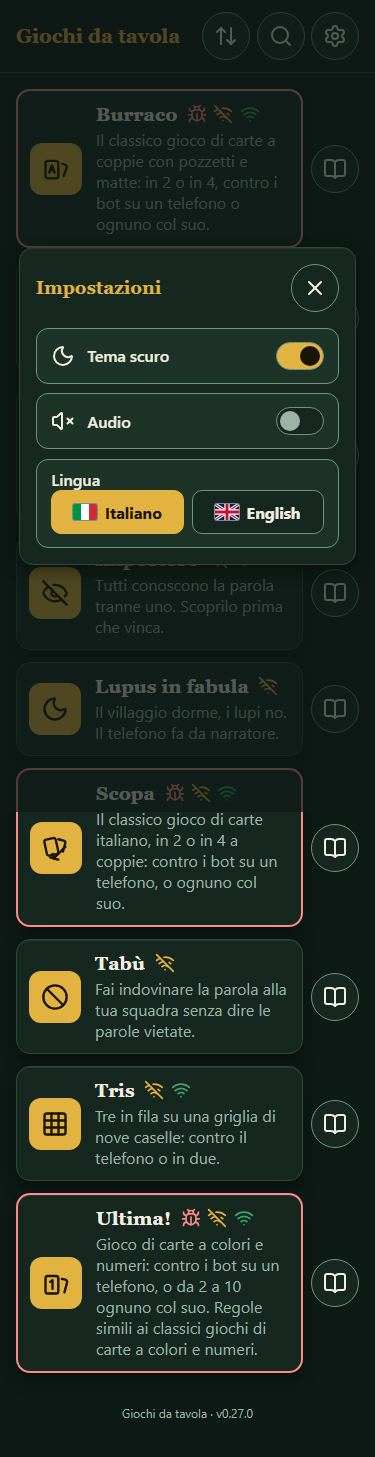 Giochi da tavola
Burraco
Il classico gioco di carte a
coppie con pozzetti e
matte: in 2 o in 4, contro i
bot su un telefono o
ognuno col suo.
Impostazioni
Tema scuro
Audio
Lingua
Italiano
English
Tutti conoscono la parola
tranne uno. Scoprilo prima
che vinca.
Lupus in fabula
Il villaggio dorme, i lupi no.
Il telefono fa da narratore.
Scopa
Il classico gioco di carte
italiano, in 2 o in 4 a
coppie: contro i bot su un
telefono, o ognuno col
suo.
Tabù
Fai indovinare la parola alla
tua squadra senza dire le
parole vietate.
Tris
Tre in fila su una griglia di
nove caselle: contro il
telefono o in due.
Ultima!
Gioco di carte a colori e
numeri: contro i bot su un
telefono, o da 2 a 10
ognuno col suo. Regole
simili ai classici giochi di
carte a colori e numeri.
Giochi da tavola · v0.27.0